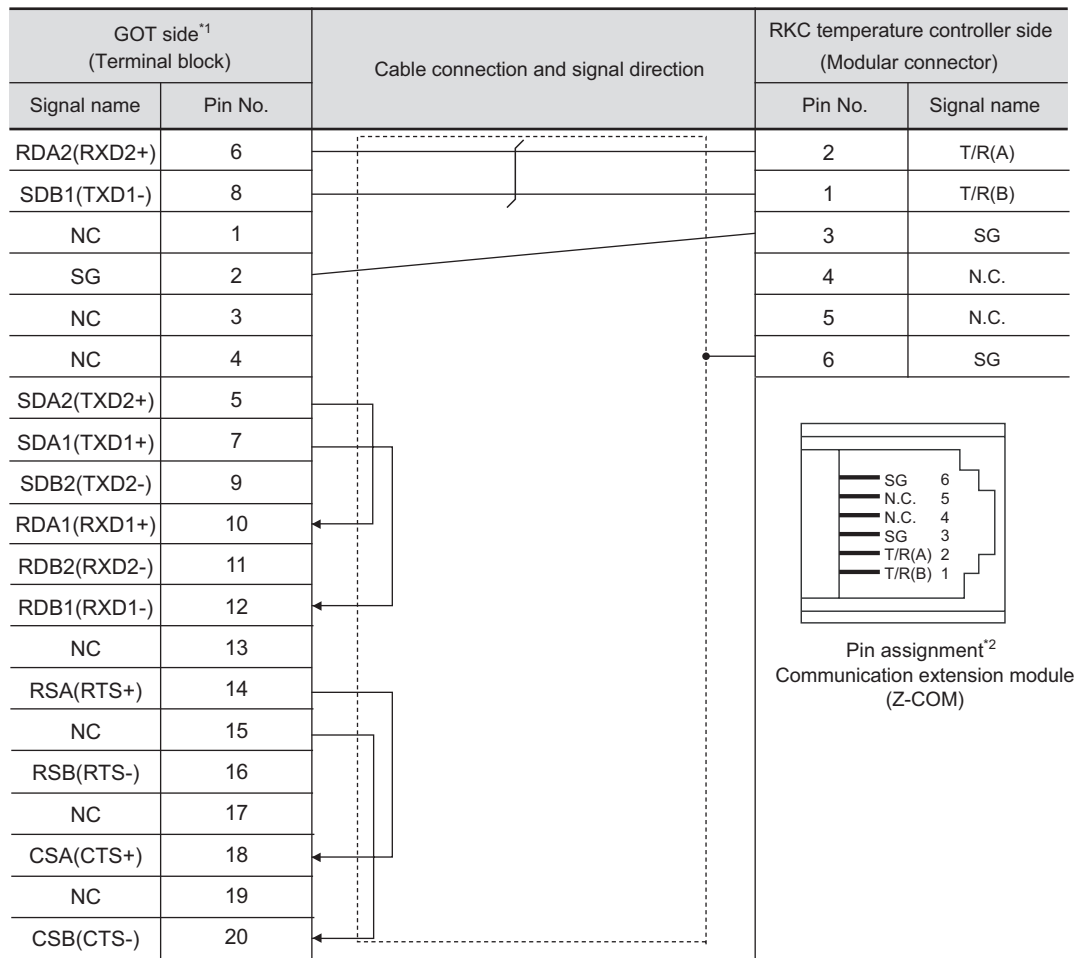 GOT side*1
(Terminal block)
Cable connection and signal direction
RKC temperature controller side
(Modular connector)
Signal name Pin No. Pin No. Signal name
RDA2(RXD2+) 6 2 T/R(A)
SDB1(TXD1-) 8 1 T/R(B)
NC 1 3 SG
SG 2 4 N.C.
NC 3 5 N.C.
NC 4 6 SG
SDA2(TXD2+) 5
SDA1(TXD1+) 7
SDB2(TXD2-) 9
RDA1(RXD1+) 10
RDB2(RXD2-) 11
RDB1(RXD1-) 12
NC 13
RSA(RTS+) 14
NC 15
RSB(RTS-) 16
NC 17
CSA(CTS+) 18
NC 19
CSB(CTS-) 20
SG 6
N.C. 5
N.C. 4
SG 3
T/R(A) 2
T/R(B) 1
Pin assignment*2
Communication extension module
(Z-COM)